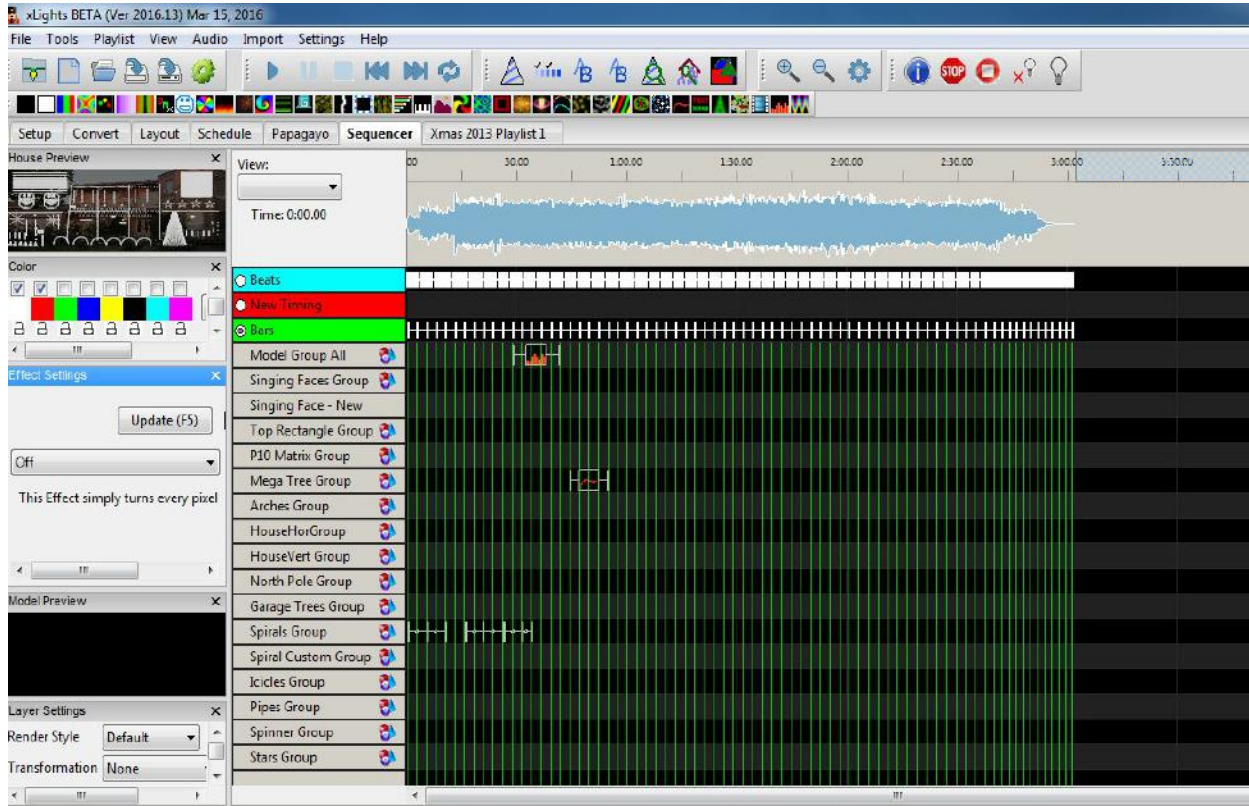 xLights BETA (Ver 2016.13) Mar 15, 2016
File Tools Playlist View Audio Import Settings Help
Setup Convert Layout Schedule Papagayo Sequencer Xmas 2013 Playlist 1
House Preview
View:
Time: 0:00.00
30.00 1:00.00 1:30.00 2:00.00 2:30.00 3:00.00 3:30.00
Color
Effect Settings
Update (F5)
Off
This Effect simply turns every pixel
Model Preview
Layer Settings
Render Style Default
Transformation None
Beats
New Timing
Bars
Model Group All
Singing Faces Group
Singing Face - New
Top Rectangle Group
P10 Matrix Group
Mega Tree Group
Arches Group
HouseHorGroup
HouseVert Group
North Pole Group
Garage Trees Group
Spirals Group
Spiral Custom Group
Icicles Group
Pipes Group
Spinner Group
Stars Group